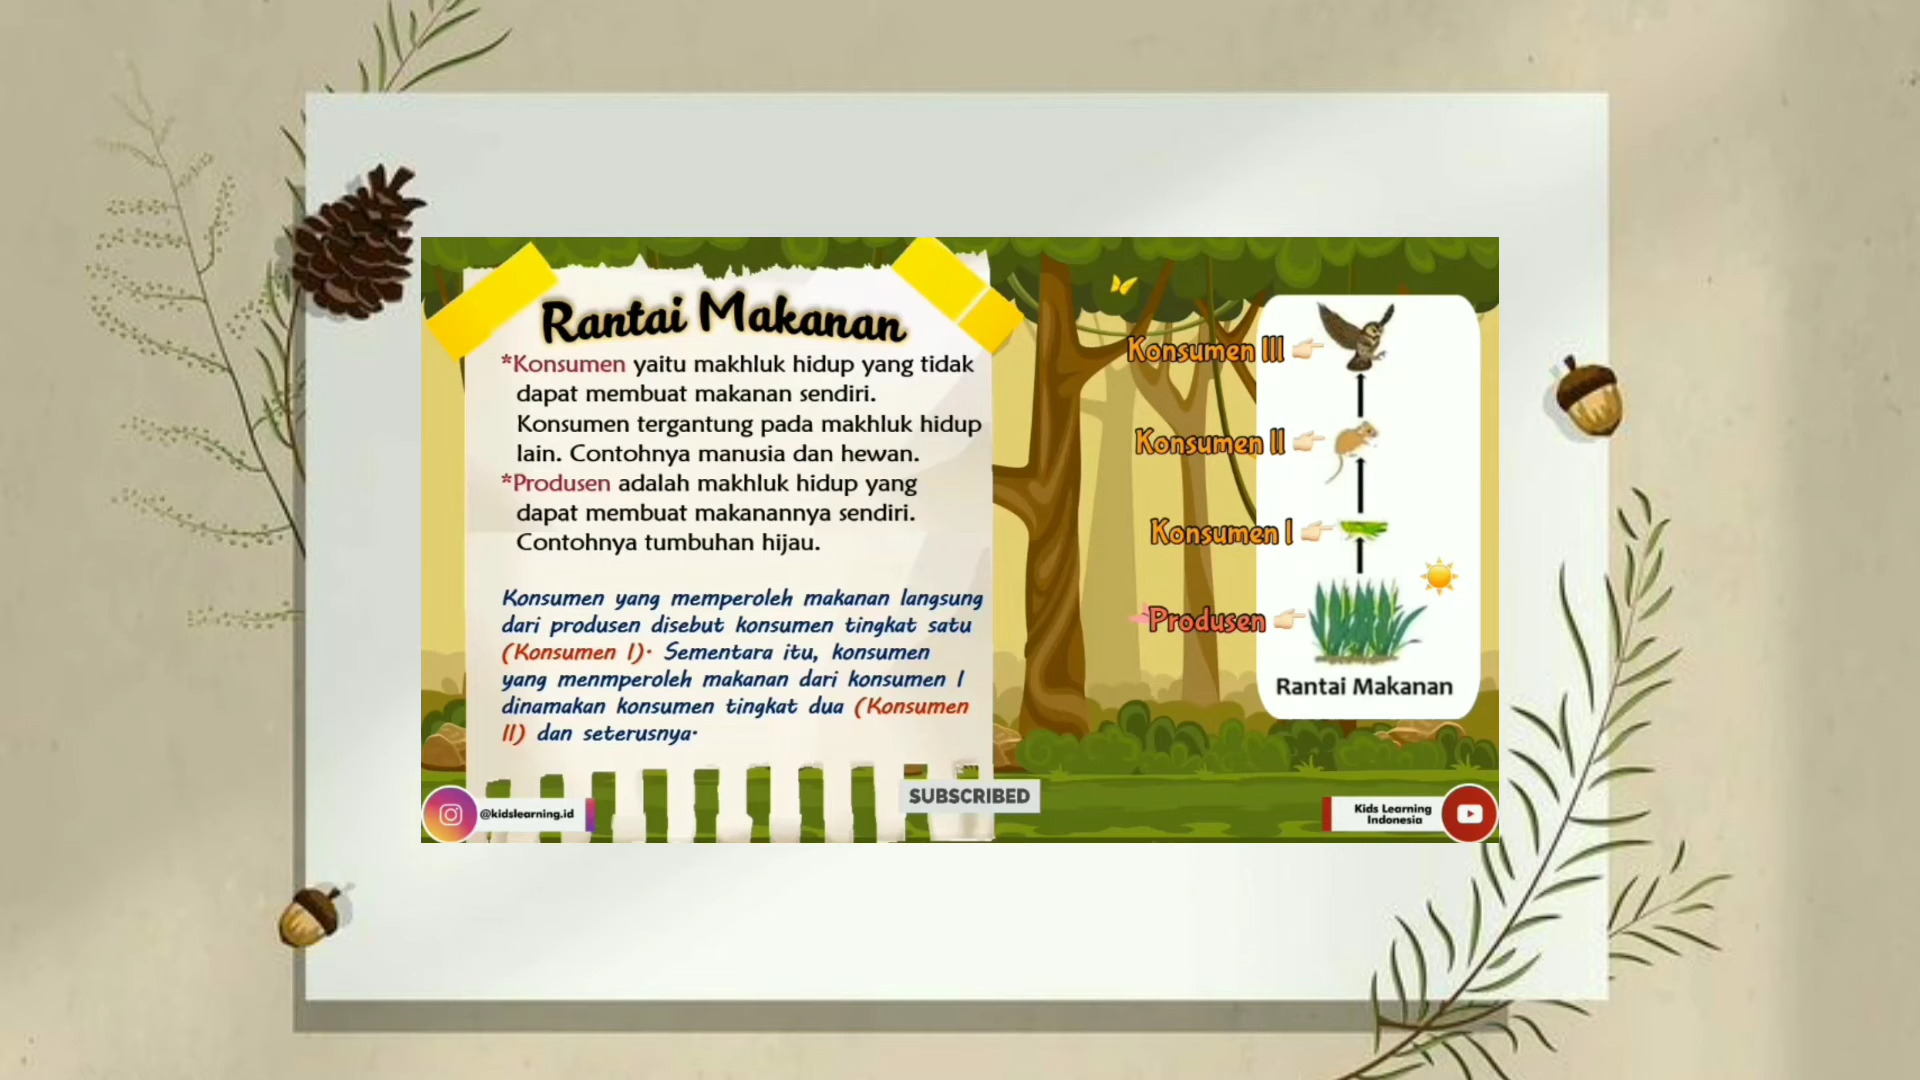 Rantai Makanan
*Konsumen yaitu makhluk hidup yang tidak
dapat membuat makanan sendiri.
Konsumen tergantung pada makhluk hidup
lain. Contohnya manusia dan hewan.
*Produsen adalah makhluk hidup yang
dapat membuat makanannya sendiri.
Contohnya tumbuhan hijau.
Konsumen yang memperoleh makanan langsung
dari produsen disebut konsumen tingkat satu
(Konsumen I). Sementara itu, konsumen
yang menmperoleh makanan dari konsumen I
dinamakan konsumen tingkat dua (Konsumen
II) dan seterusnya.
Konsumen III
Konsumen II
Konsumen I
Produsen
Rantai Makanan
@kidslearning.id
SUBSCRIBED
Kids Learning
Indonesia